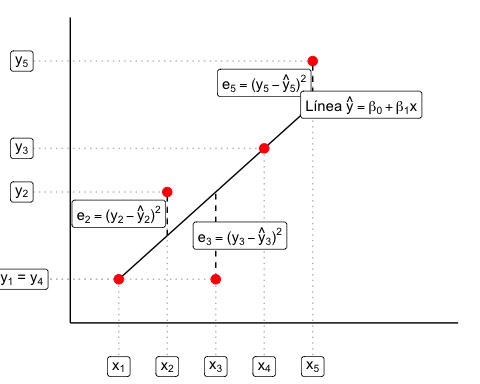 y₅
e₅ = (y₅ − ŷ₅)²
Línea ŷ = β₀ + β₁x
y₃
y₂
e₂ = (y₂ − ŷ₂)²
e₃ = (y₃ − ŷ₃)²
y₁ = y₄
x₁ x₂ x₃ x₄ x₅